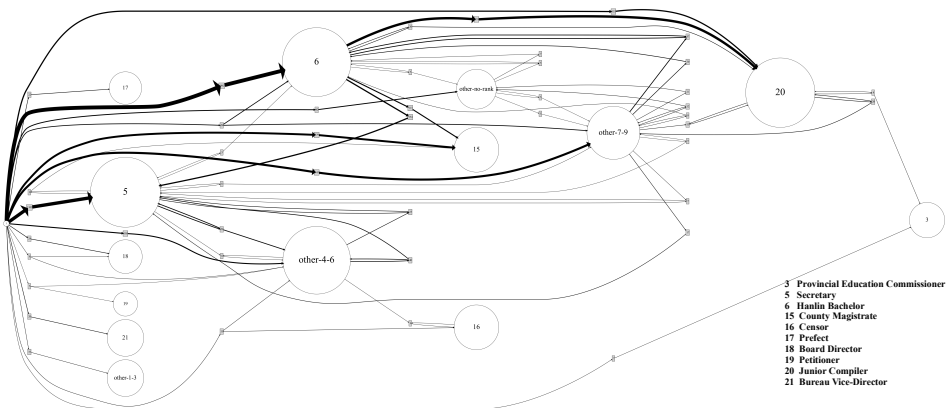 17
6
other-no-rank
20
other-7-9
15
5
3
18
other-4-6
19
21
16
other-1-3
3 Provincial Education Commissioner
5 Secretary
6 Hanlin Bachelor
15 County Magistrate
16 Censor
17 Prefect
18 Board Director
19 Petitioner
20 Junior Compiler
21 Bureau Vice-Director